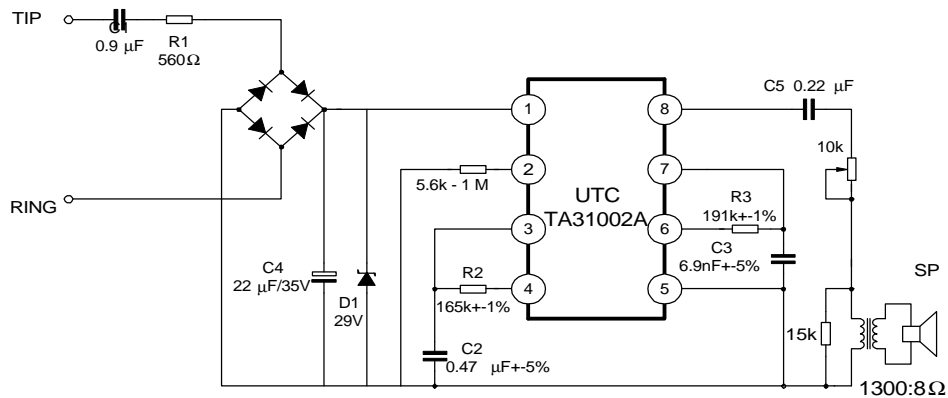 TIP
C1
0.9 μF
R1
560Ω
RING
C4
22 μF/35V
D1
29V
5.6k - 1 M
R2
165k+-1%
C2
0.47 μF+-5%
1
2
3
4
UTC
TA31002A
8
7
6
5
C5 0.22 μF
10k
R3
191k+-1%
C3
6.9nF+-5%
15k
SP
1300:8Ω